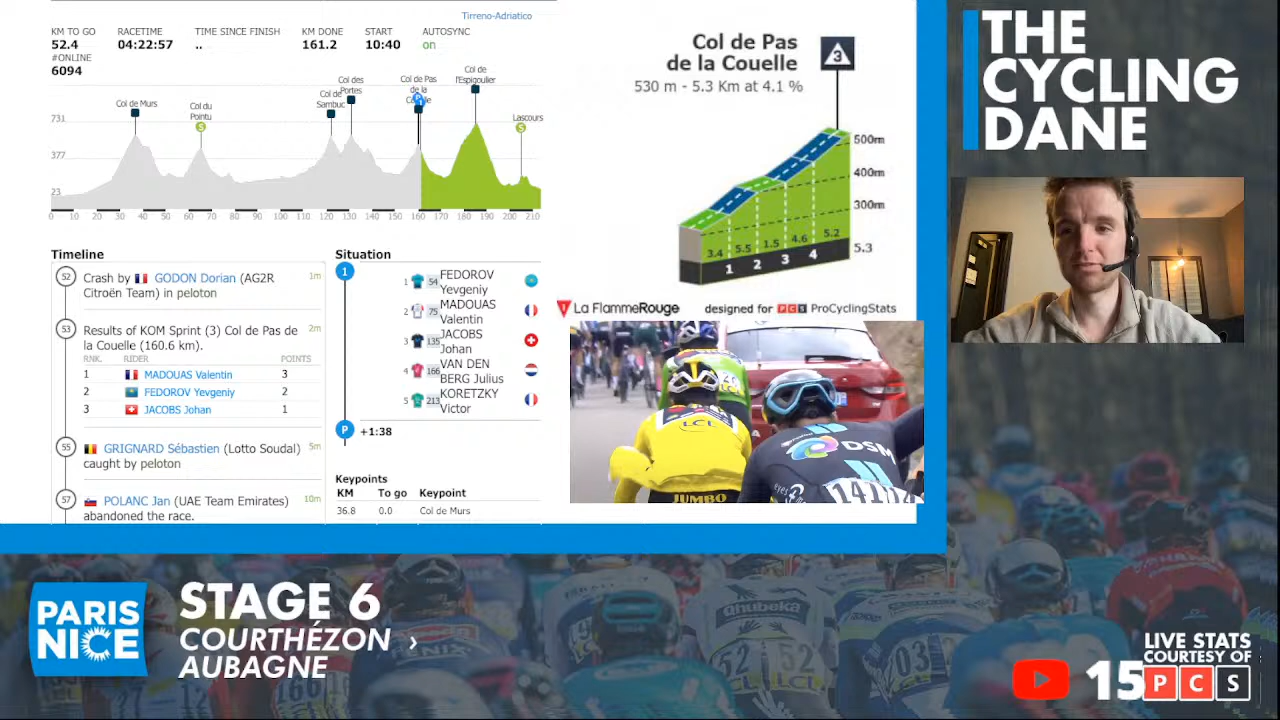 Tirreno-Adriatico
KM TO GO RACETIME TIME SINCE FINISH KM DONE START AUTOSYNC
52.4 04:22:57 .. 161.2 10:40 on
#ONLINE
6094
Col de Murs
Col du
Pointu
Col de
Sambuc
Col des
Portes
Col de Pas
de la
Col de
l'Espigoulier
Lascours
731
377
23
0 10 20 30 40 50 60 70 80 90 100 110 120 130 140 150 160 170 180 190 200 210
Timeline
52 Crash by GODON Dorian (AG2R 1m
Citroën Team) in peloton
53 Results of KOM Sprint (3) Col de Pas de 2m
la Couelle (160.6 km).
RNK. RIDER POINTS
1 MADOUAS Valentin 3
2 FEDOROV Yevgeniy 2
3 JACOBS Johan 1
55 GRIGNARD Sébastien (Lotto Soudal) 5m
caught by peloton
57 POLANC Jan (UAE Team Emirates) 10m
abandoned the race.
Situation
1
1 54 FEDOROV
Yevgeniy
2 75 MADOUAS
Valentin
3 135 JACOBS
Johan
4 166 VAN DEN
BERG Julius
5 213 KORETZKY
Victor
P +1:38
Keypoints
KM To go Keypoint
36.8 0.0 Col de Murs
Col de Pas
de la Couelle
530 m - 5.3 Km at 4.1 %
3
500m
400m
300m
3.4 5.5 1.5 4.6 5.2
1 2 3 4 5.3
La FlammeRouge designed for PCS ProCyclingStats
LCL
JUMBO
DSM
THE
CYCLING
DANE
PARIS
NICE
STAGE 6
COURTHÉZON ›
AUBAGNE
Qhubeka
52 52
LIVE STATS
COURTESY OF
15 PCS